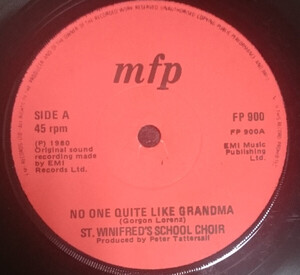 mfp
SIDE A
45 rpm
FP 900
FP 900A
(P) 1980
Original sound
recording made
by EMI
Records Ltd.
EMI Music
Publishing
Ltd.
NO ONE QUITE LIKE GRANDMA
(Gorgon Lorenz)
ST. WINIFRED'S SCHOOL CHOIR
Produced by Peter Tattersall